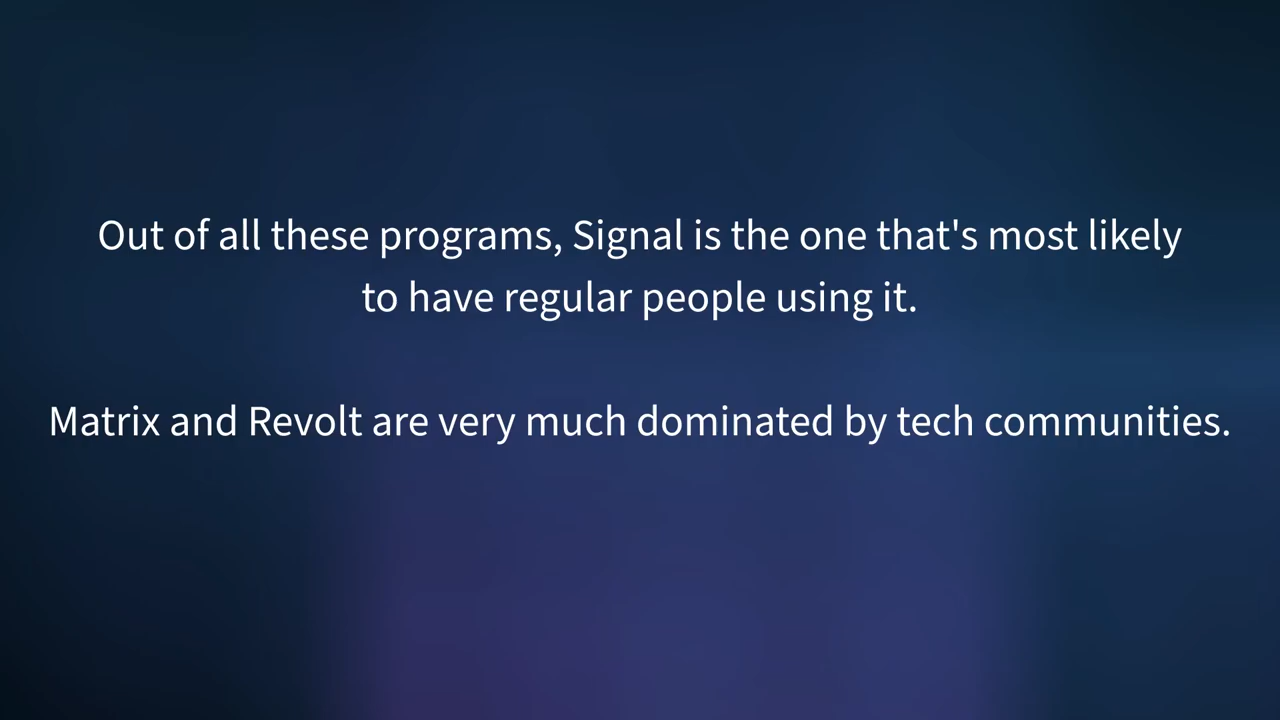 Out of all these programs, Signal is the one that's most likely
to have regular people using it.
Matrix and Revolt are very much dominated by tech communities.